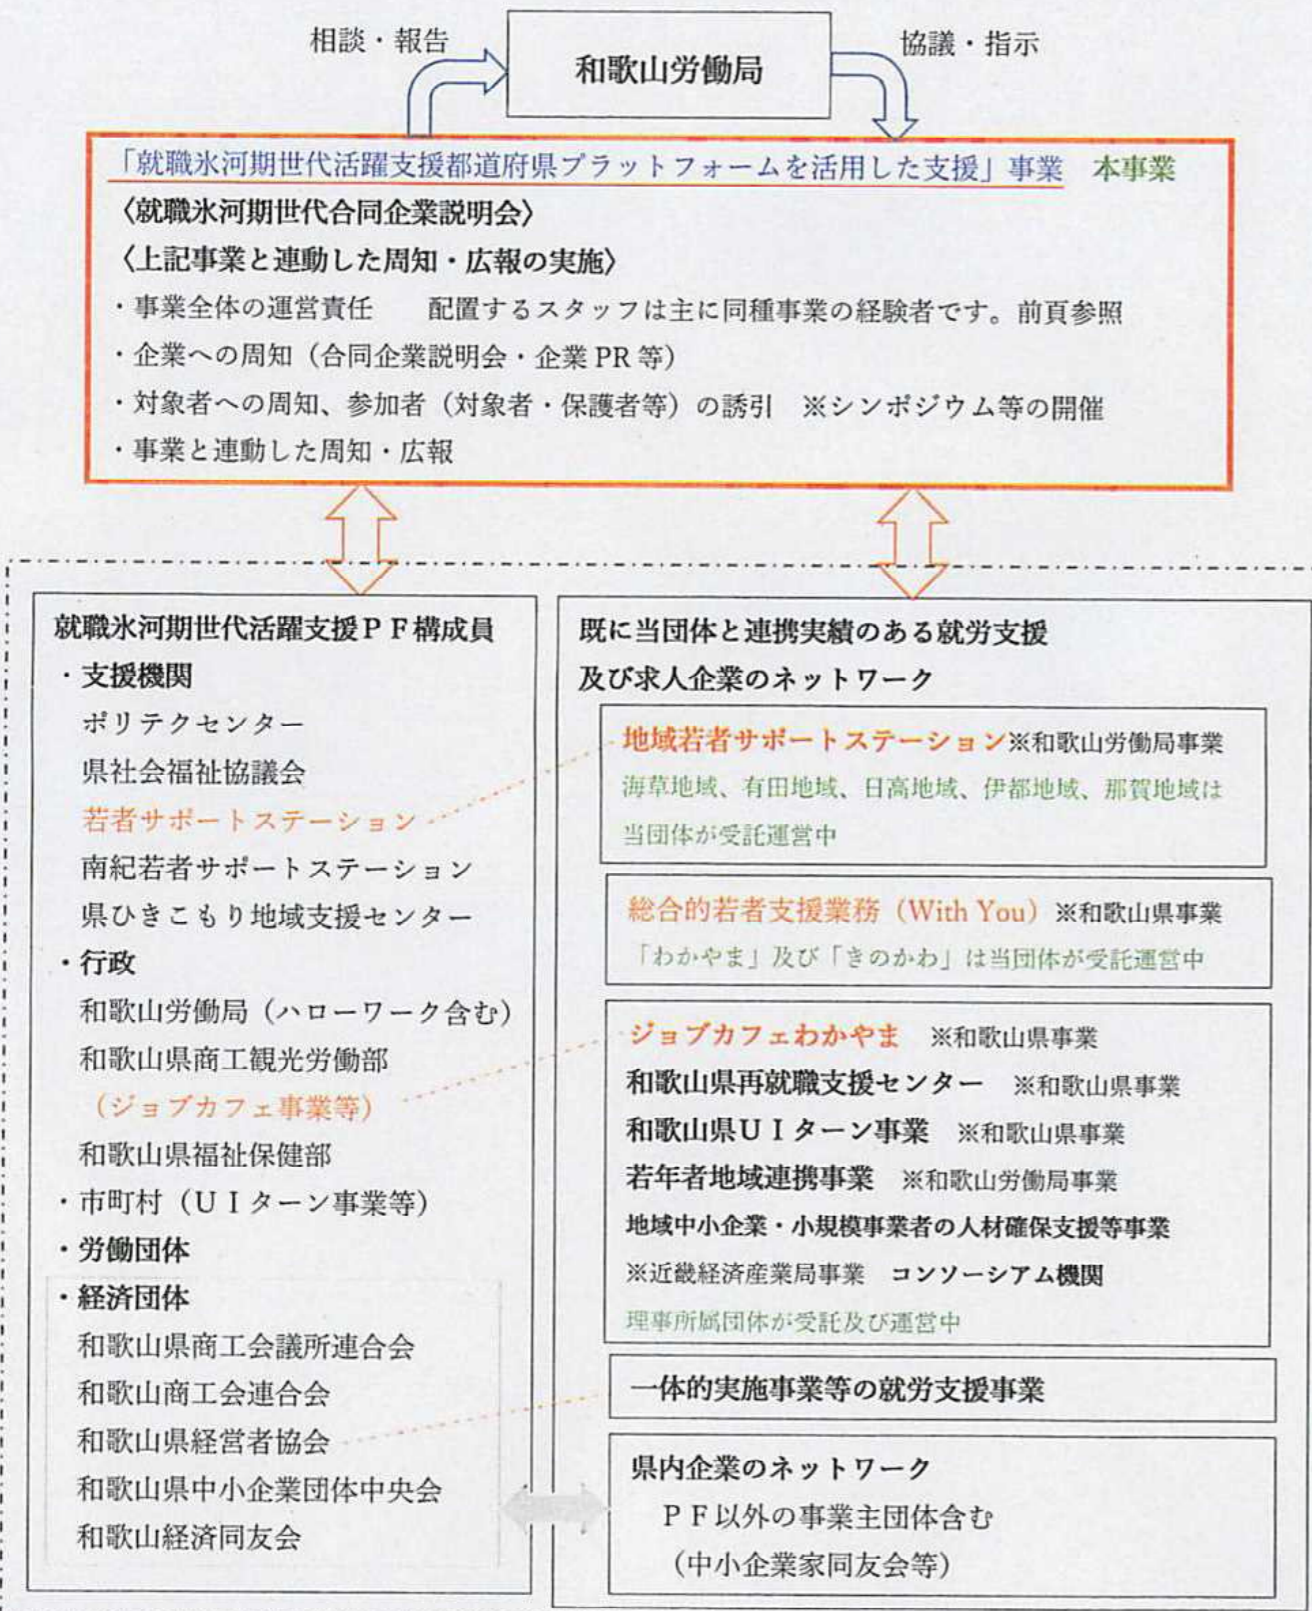 相談・報告
和歌山労働局
協議・指示
「就職氷河期世代活躍支援都道府県プラットフォームを活用した支援」事業　本事業
〈就職氷河期世代合同企業説明会〉
〈上記事業と連動した周知・広報の実施〉
・事業全体の運営責任　　配置するスタッフは主に同種事業の経験者です。前頁参照
・企業への周知（合同企業説明会・企業 PR 等）
・対象者への周知、参加者（対象者・保護者等）の誘引　※シンポジウム等の開催
・事業と連動した周知・広報
就職氷河期世代活躍支援ＰＦ構成員
・支援機関
ポリテクセンター
県社会福祉協議会
若者サポートステーション
南紀若者サポートステーション
県ひきこもり地域支援センター
・行政
和歌山労働局（ハローワーク含む）
和歌山県商工観光労働部
（ジョブカフェ事業等）
和歌山県福祉保健部
・市町村（ＵＩターン事業等）
・労働団体
・経済団体
和歌山県商工会議所連合会
和歌山商工会連合会
和歌山県経営者協会
和歌山県中小企業団体中央会
和歌山経済同友会
既に当団体と連携実績のある就労支援
及び求人企業のネットワーク
地域若者サポートステーション※和歌山労働局事業
海草地域、有田地域、日高地域、伊都地域、那賀地域は
当団体が受託運営中
総合的若者支援業務（With You）※和歌山県事業
「わかやま」及び「きのかわ」は当団体が受託運営中
ジョブカフェわかやま　※和歌山県事業
和歌山県再就職支援センター　※和歌山県事業
和歌山県ＵＩターン事業　※和歌山県事業
若年者地域連携事業　※和歌山労働局事業
地域中小企業・小規模事業者の人材確保支援等事業
※近畿経済産業局事業　コンソーシアム機関
理事所属団体が受託及び運営中
一体的実施事業等の就労支援事業
県内企業のネットワーク
ＰＦ以外の事業主団体含む
（中小企業家同友会等）